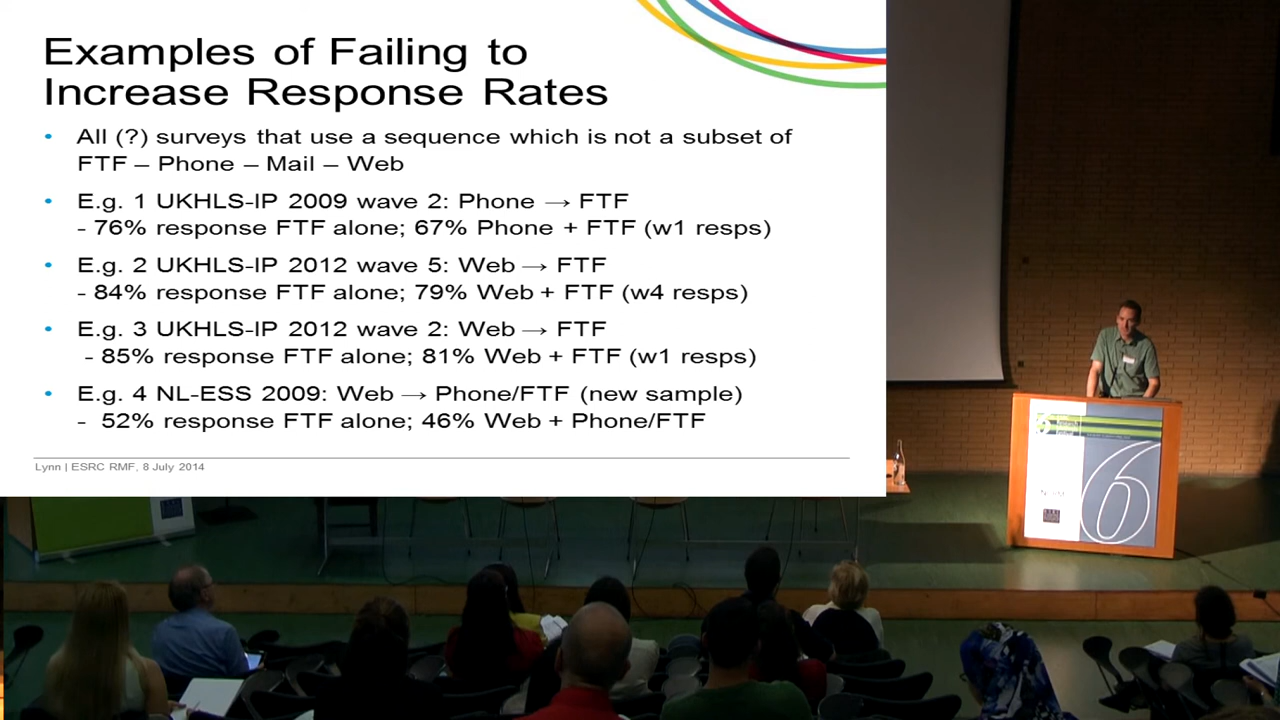 Examples of Failing to
Increase Response Rates
• All (?) surveys that use a sequence which is not a subset of
FTF – Phone – Mail – Web
• E.g. 1 UKHLS-IP 2009 wave 2: Phone → FTF
- 76% response FTF alone; 67% Phone + FTF (w1 resps)
• E.g. 2 UKHLS-IP 2012 wave 5: Web → FTF
- 84% response FTF alone; 79% Web + FTF (w4 resps)
• E.g. 3 UKHLS-IP 2012 wave 2: Web → FTF
- 85% response FTF alone; 81% Web + FTF (w1 resps)
• E.g. 4 NL-ESS 2009: Web → Phone/FTF (new sample)
- 52% response FTF alone; 46% Web + Phone/FTF
Lynn | ESRC RMF, 8 July 2014
6